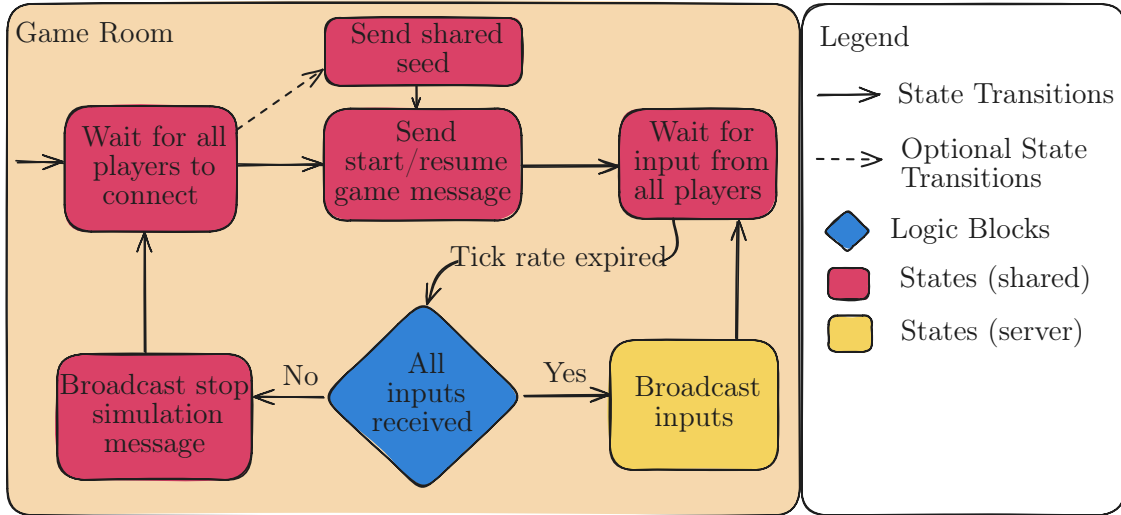 Game Room
Send shared
seed
Wait for all
players to
connect
Send
start/resume
game message
Wait for
input from
all players
Tick rate expired
All
inputs
received
No
Yes
Broadcast stop
simulation
message
Broadcast
inputs
Legend
State Transitions
Optional State
Transitions
Logic Blocks
States (shared)
States (server)